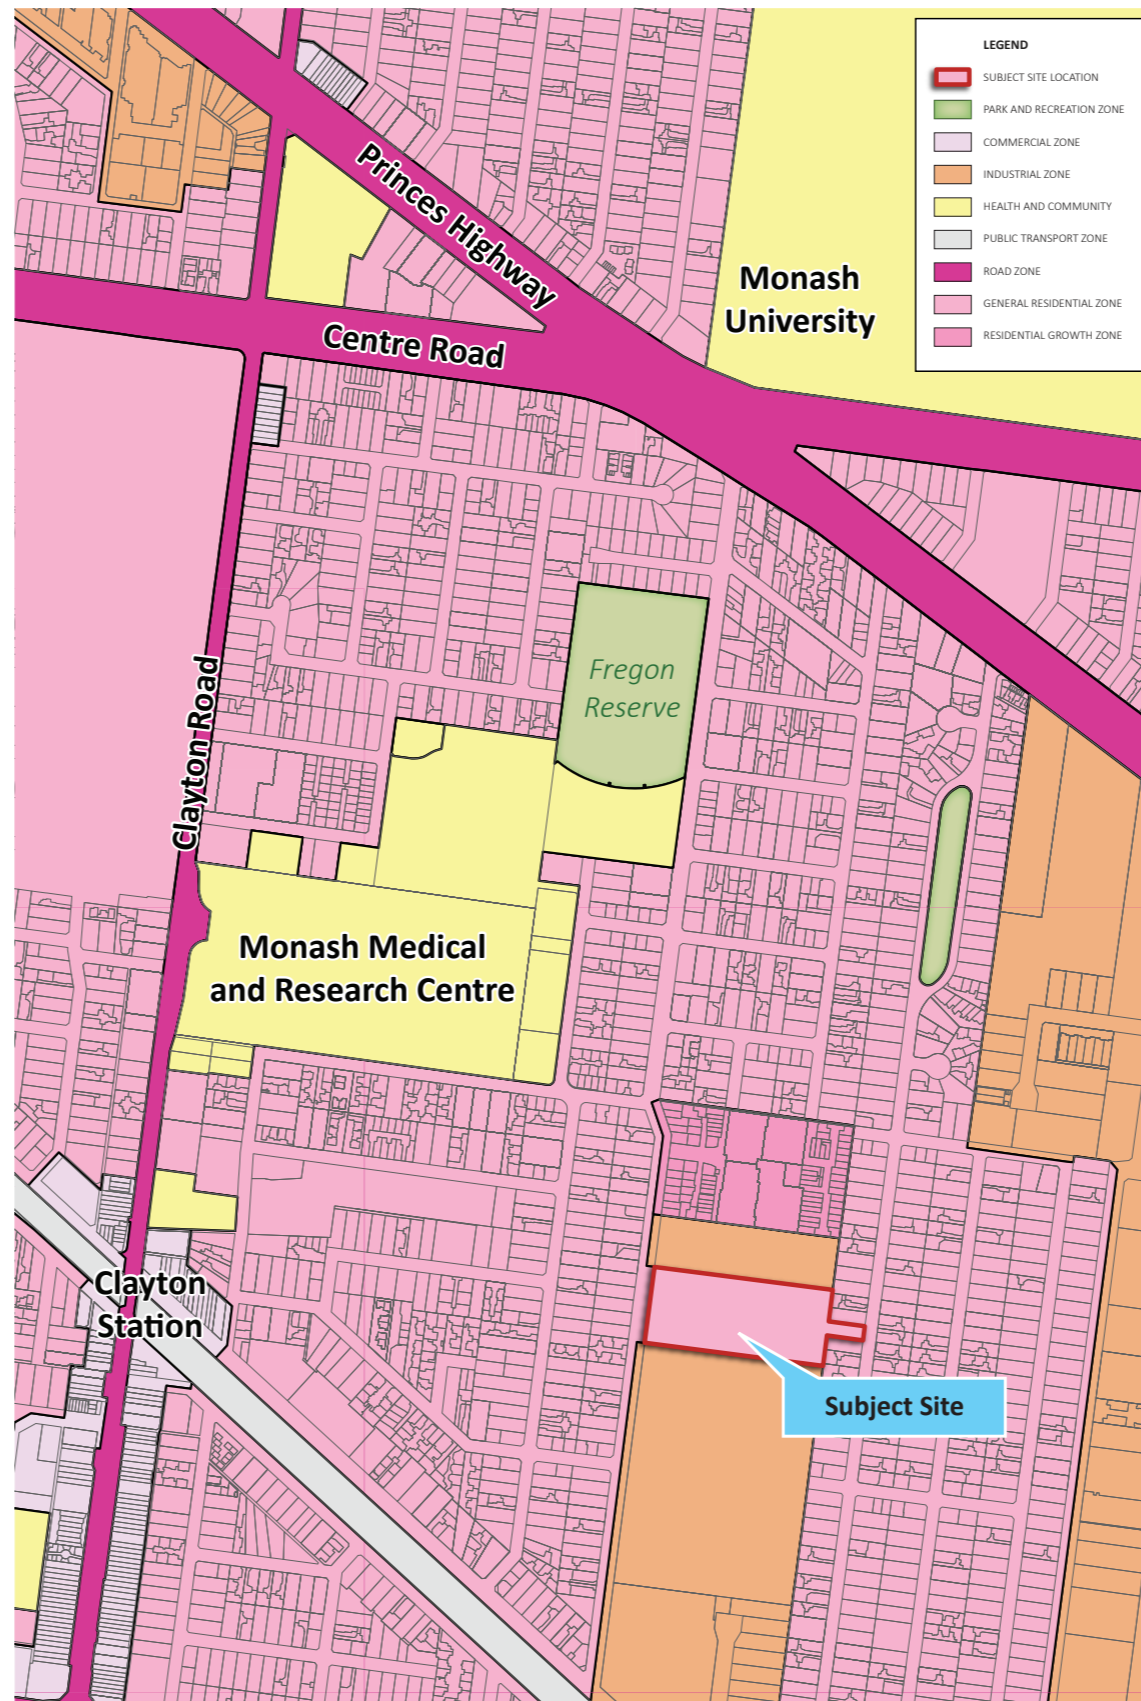 LEGEND
SUBJECT SITE LOCATION
PARK AND RECREATION ZONE
COMMERCIAL ZONE
INDUSTRIAL ZONE
HEALTH AND COMMUNITY
PUBLIC TRANSPORT ZONE
ROAD ZONE
GENERAL RESIDENTIAL ZONE
RESIDENTIAL GROWTH ZONE
Princes Highway
Monash
University
Centre Road
Fregon
Reserve
Clayton Road
Monash Medical
and Research Centre
Clayton
Station
Subject Site